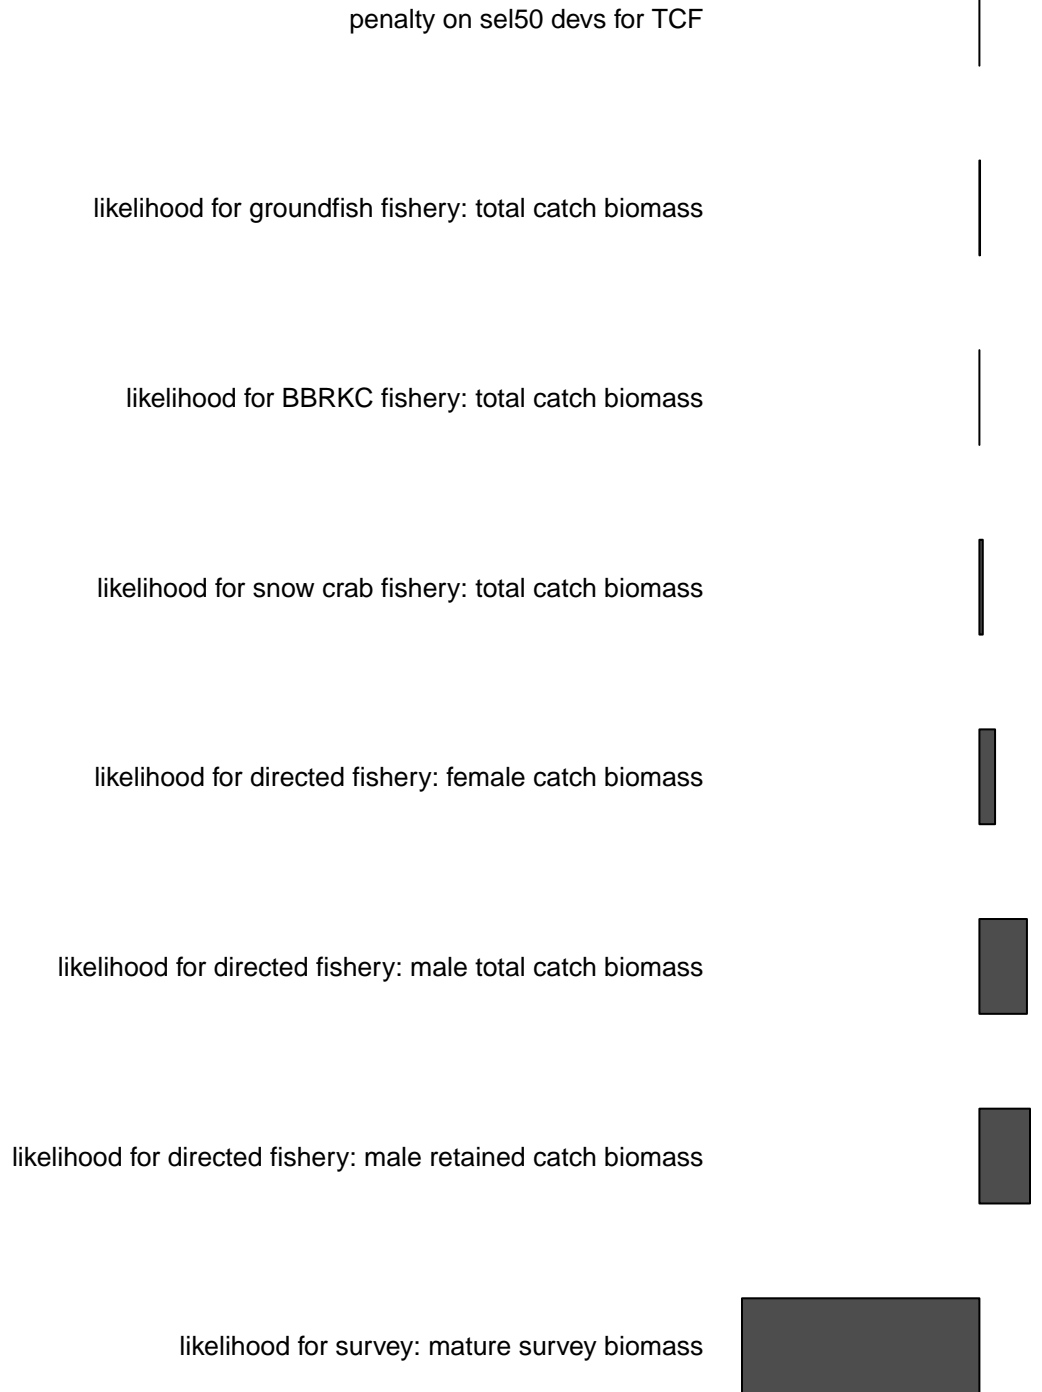 penalty on sel50 devs for TCF
likelihood for groundfish fishery: total catch biomass
likelihood for BBRKC fishery: total catch biomass
likelihood for snow crab fishery: total catch biomass
likelihood for directed fishery: female catch biomass
likelihood for directed fishery: male total catch biomass
likelihood for directed fishery: male retained catch biomass
likelihood for survey: mature survey biomass